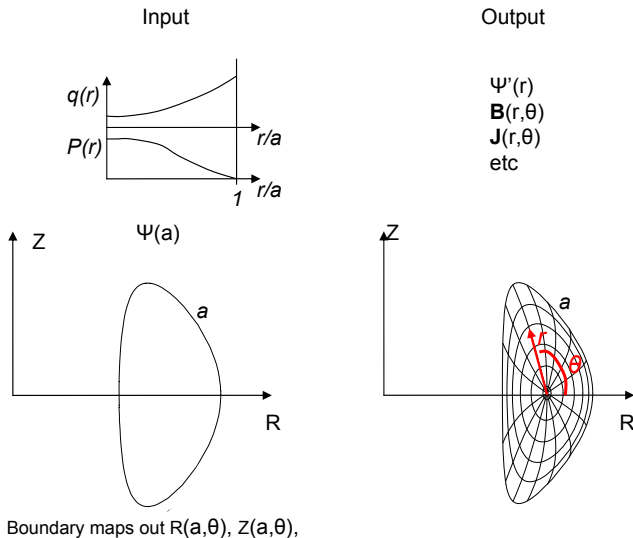 Input
q(r)
r/a
P(r)
r/a
1
Ψ(a)
Z
a
R
Boundary maps out R(a,θ), Z(a,θ),
Output
Ψ’(r)
B(r,θ)
J(r,θ)
etc
Z
a
r
θ
R